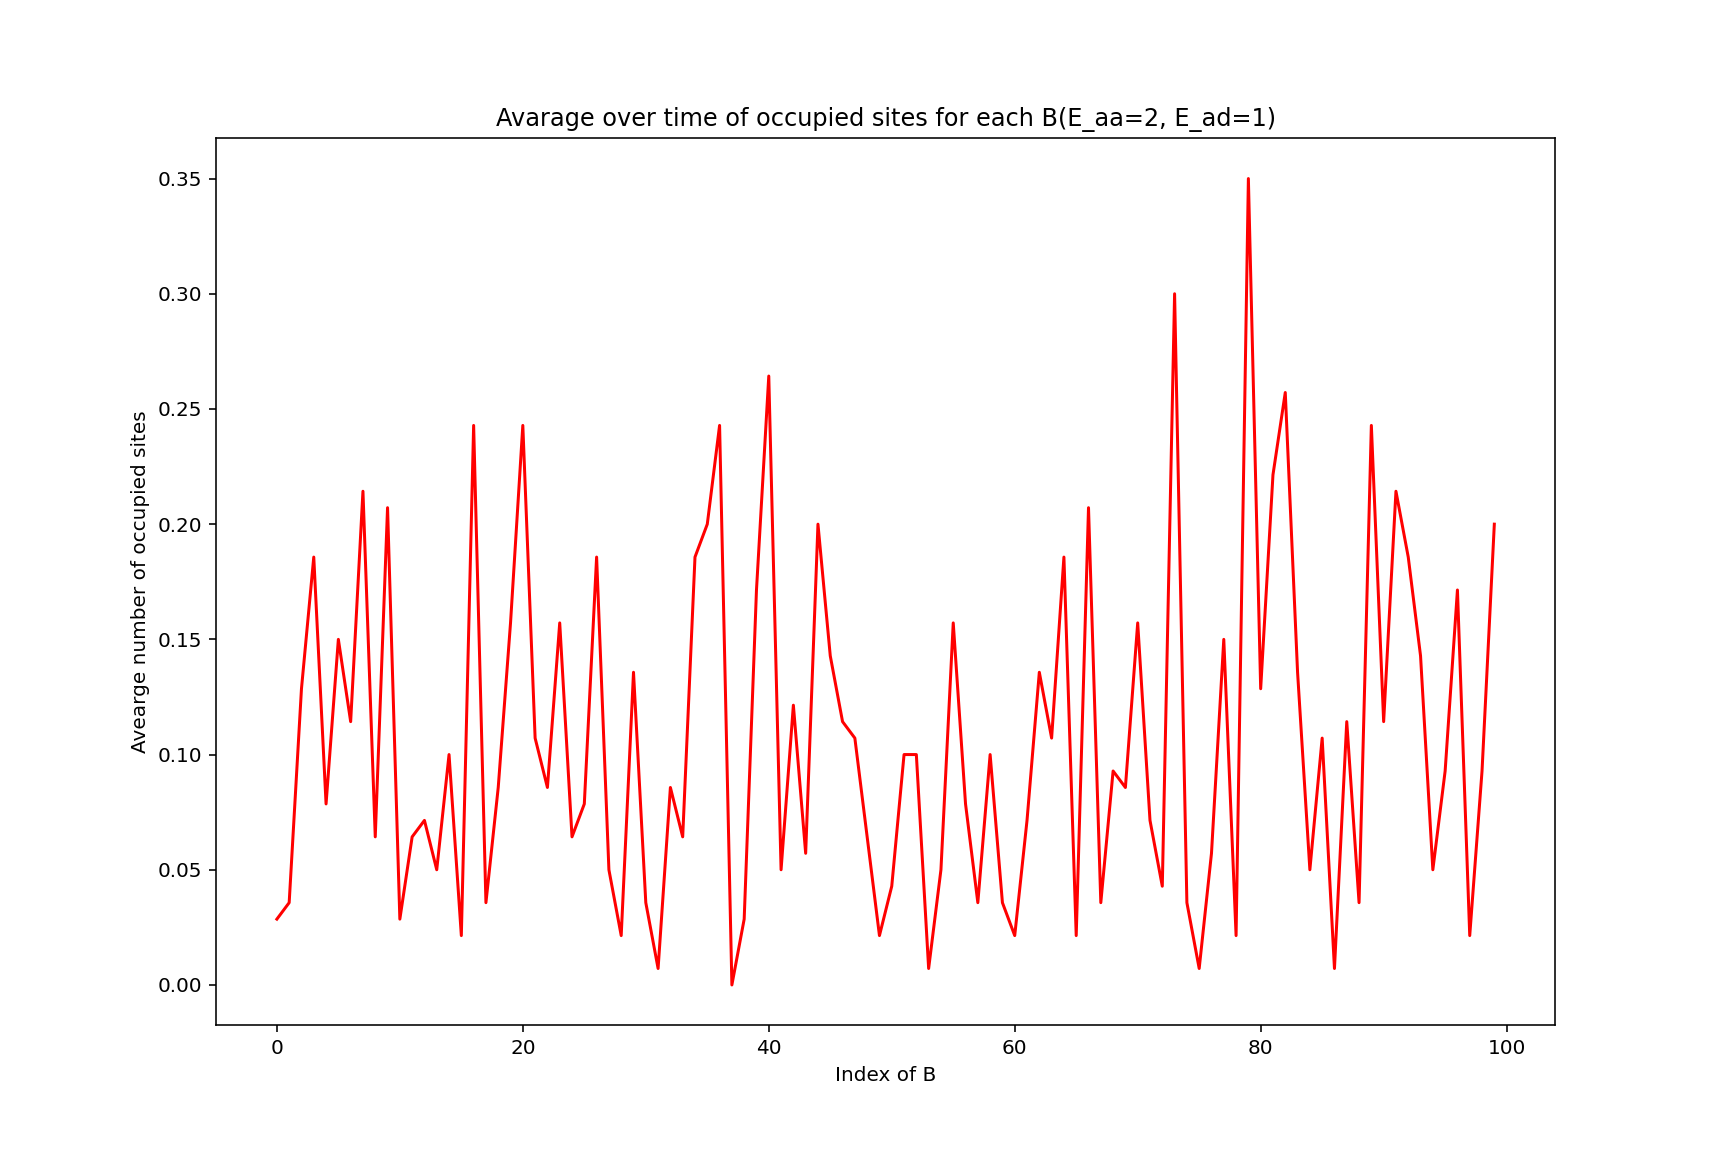 Avarage over time of occupied sites for each B(E_aa=2, E_ad=1)
0.35
0.30
0.25
0.20
0.15
0.10
0.05
0.00
Avearge number of occupied sites
0 20 40 60 80 100
Index of B